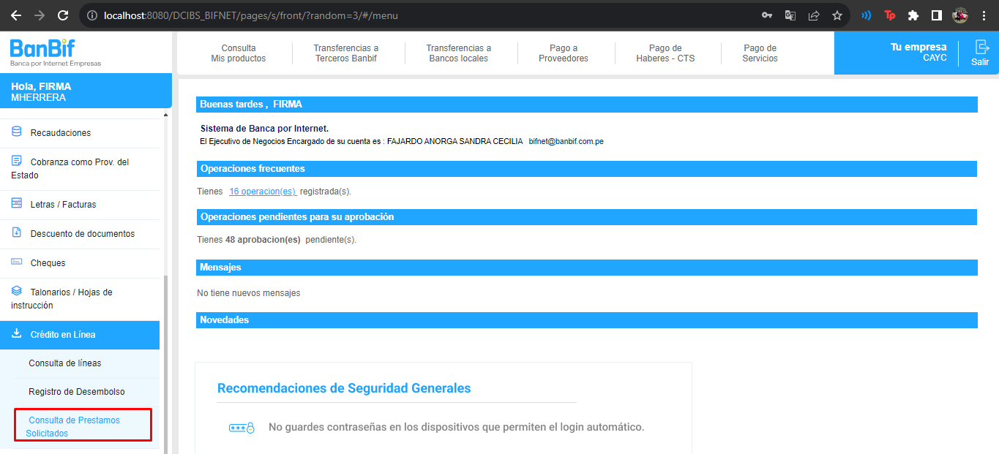 localhost:8080/DCIBS_BIFNET/pages/s/front/?random=3/#/menu
Tp
BanBif
Banca por Internet Empresas
Consulta
Mis productos
Transferencias a
Terceros Banbif
Transferencias a
Bancos locales
Pago a
Proveedores
Pago de
Haberes - CTS
Pago de
Servicios
Tu empresa
CAYC
Salir
Hola, FIRMA
MHERRERA
Recaudaciones
Cobranza como Prov. del
Estado
Letras / Facturas
Descuento de documentos
Cheques
Talonarios / Hojas de
instrucción
Crédito en Línea
Consulta de líneas
Registro de Desembolso
Consulta de Prestamos
Solicitados
Buenas tardes , FIRMA
Sistema de Banca por Internet.
El Ejecutivo de Negocios Encargado de su cuenta es : FAJARDO ANORGA SANDRA CECILIA bifnet@banbif.com.pe
Operaciones frecuentes
Tienes 16 operacion(es) registrada(s).
Operaciones pendientes para su aprobación
Tienes 48 aprobacion(es) pendiente(s).
Mensajes
No tiene nuevos mensajes
Novedades
Recomendaciones de Seguridad Generales
No guardes contraseñas en los dispositivos que permiten el login automático.